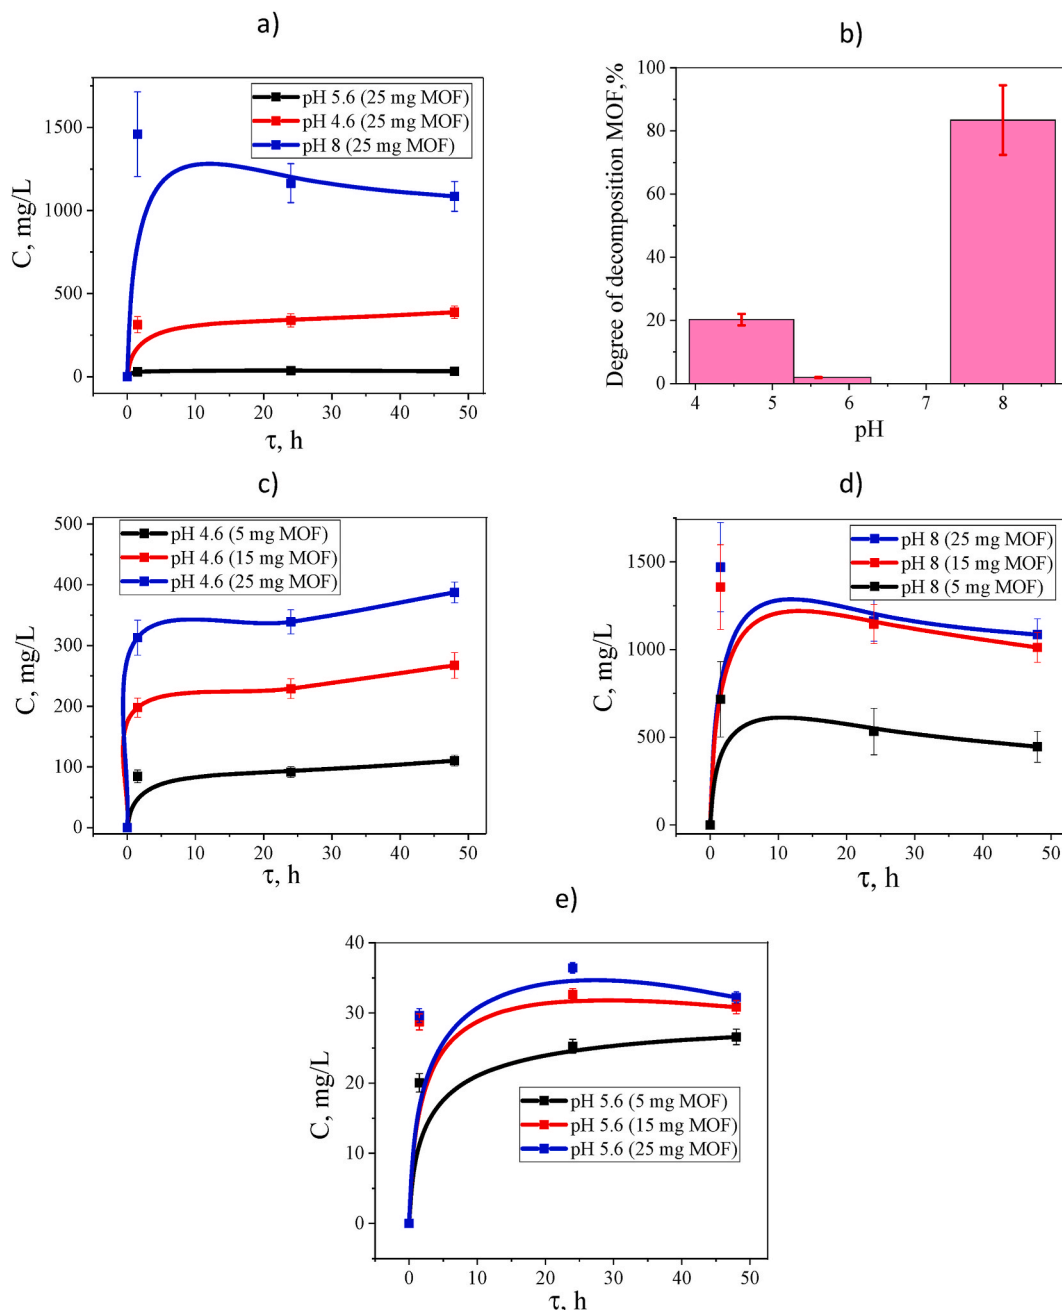 a)
pH 5.6 (25 mg MOF)
pH 4.6 (25 mg MOF)
pH 8 (25 mg MOF)
1500
1000
500
0
C, mg/L
0 10 20 30 40 50
τ, h
b)
100
80
60
40
20
0
Degree of decomposition MOF,%
4 5 6 7 8
pH
c)
pH 4.6 (5 mg MOF)
pH 4.6 (15 mg MOF)
pH 4.6 (25 mg MOF)
500
400
300
200
100
0
C, mg/L
0 10 20 30 40 50
τ, h
d)
pH 8 (25 mg MOF)
pH 8 (15 mg MOF)
pH 8 (5 mg MOF)
1500
1000
500
0
C, mg/L
0 10 20 30 40 50
τ, h
e)
40
30
20
10
0
C, mg/L
pH 5.6 (5 mg MOF)
pH 5.6 (15 mg MOF)
pH 5.6 (25 mg MOF)
0 10 20 30 40 50
τ, h